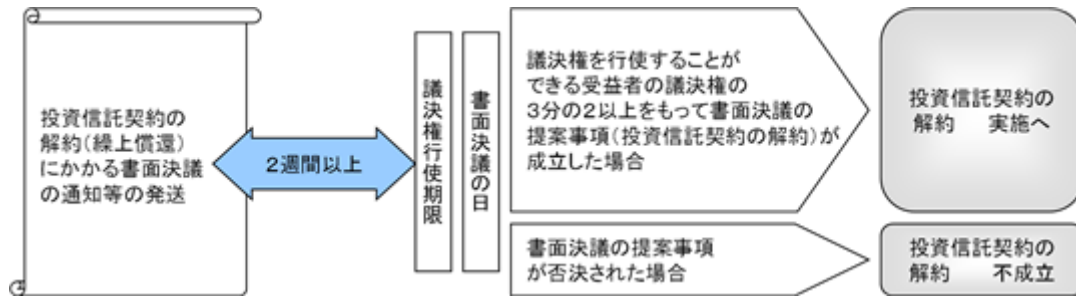 投資信託契約の
解約(繰上償還)
にかかる書面決議
の通知等の発送
2週間以上
議決権行使期限
書面決議の日
議決権を行使することが
できる受益者の議決権の
3分の2以上をもって書面決議の
提案事項(投資信託契約の解約)が
成立した場合
投資信託契約の
解約 実施へ
書面決議の提案事項
が否決された場合
投資信託契約の
解約 不成立